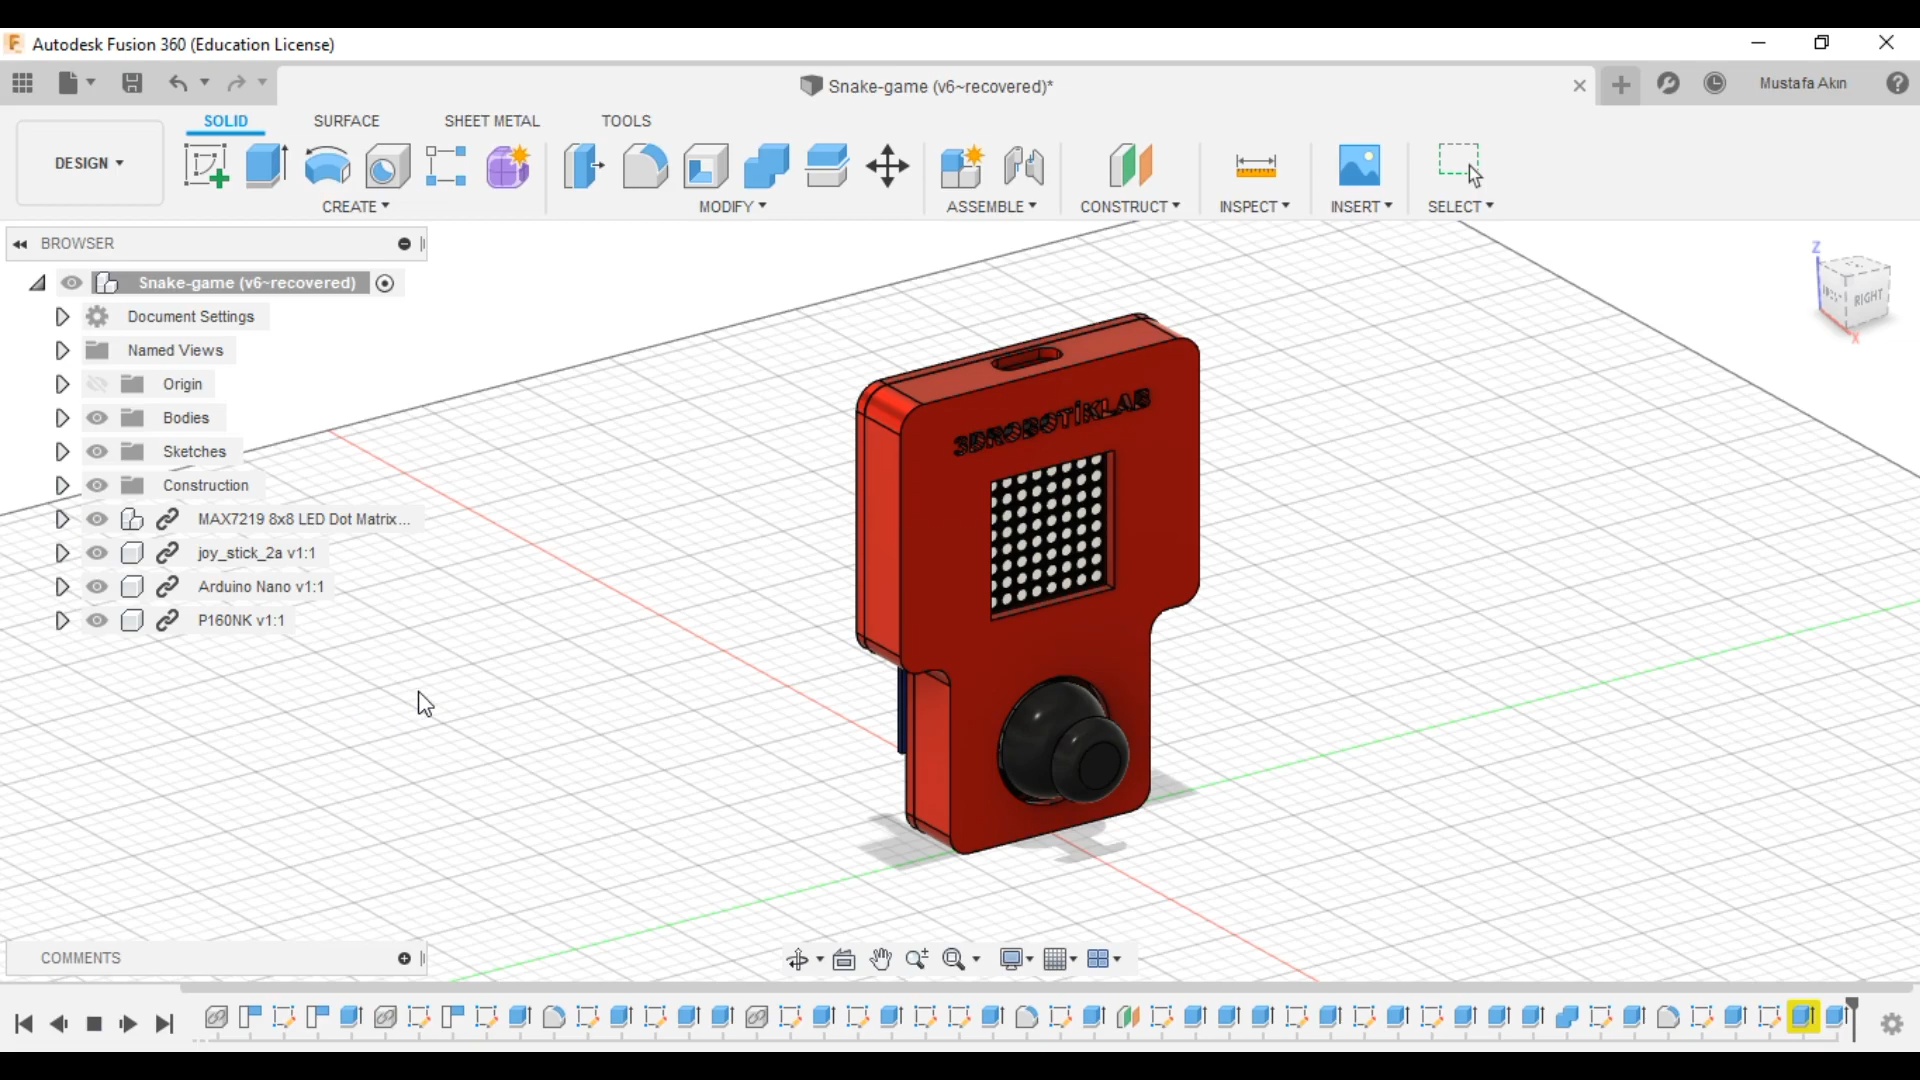 Autodesk Fusion 360 (Education License)
Snake-game (v6~recovered)*
Mustafa Akın
SOLID
SURFACE
SHEET METAL
TOOLS
DESIGN
CREATE
MODIFY
ASSEMBLE
CONSTRUCT
INSPECT
INSERT
SELECT
BROWSER
Snake-game (v6~recovered)
Document Settings
Named Views
Origin
Bodies
Sketches
Construction
MAX7219 8x8 LED Dot Matrix...
joy_stick_2a v1:1
Arduino Nano v1:1
P160NK v1:1
Z
RIGHT
X
3DROBOTİKLAB
COMMENTS